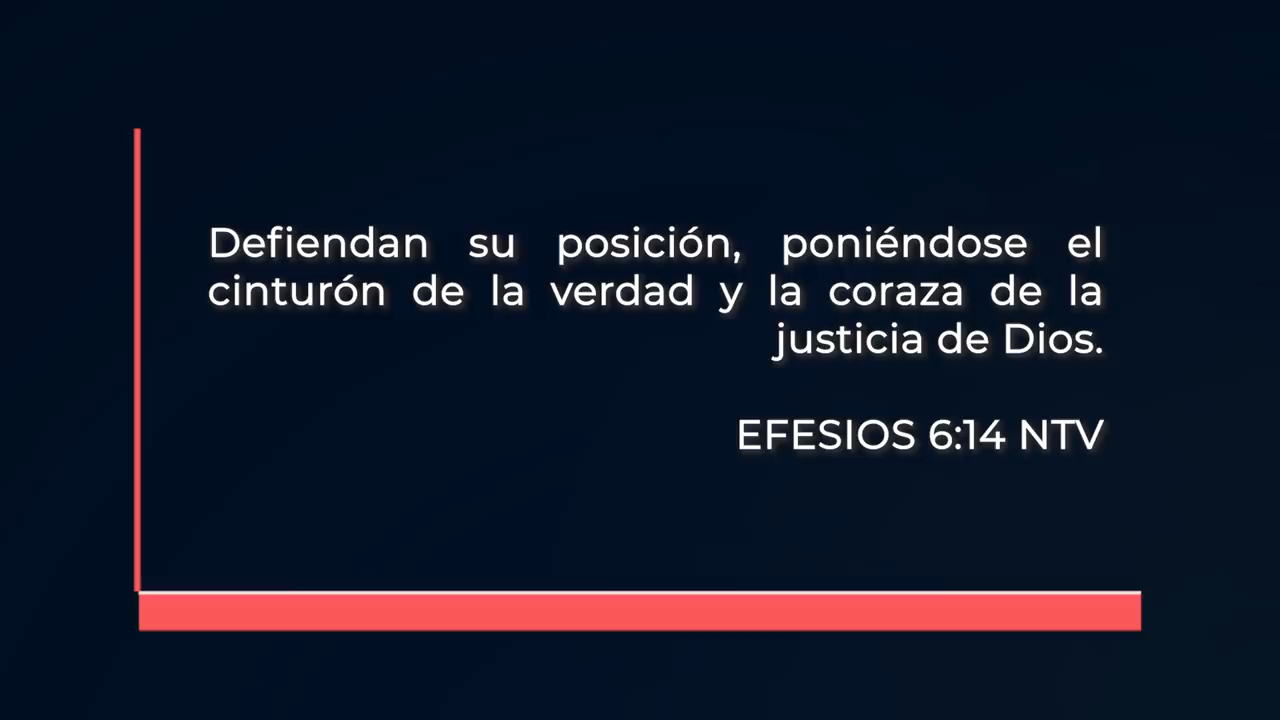 Defiendan su posición, poniéndose el
cinturón de la verdad y la coraza de la
justicia de Dios.
EFESIOS 6:14 NTV